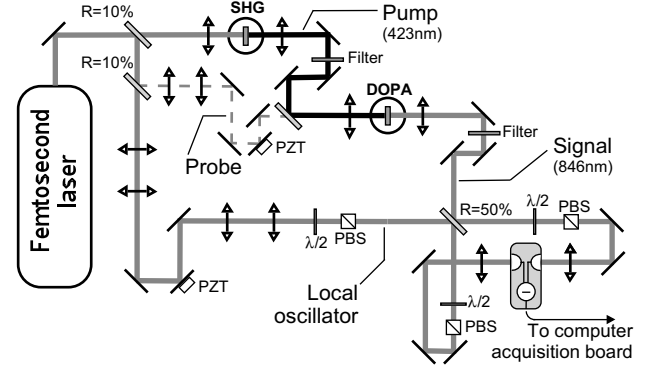 SHG
R=10%
Pump
(423nm)
Filter
R=10%
DOPA
Femtosecond
laser
Probe
PZT
Filter
Signal
(846nm)
R=50%
λ/2
PBS
λ/2
PBS
PZT
Local
oscillator
λ/2
PBS
−
To computer
acquisition board